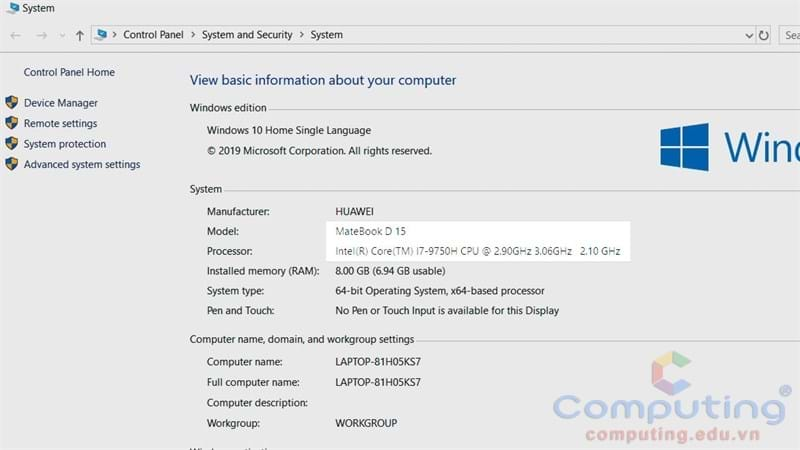 System
Control Panel > System and Security > System
Sea
Control Panel Home
Device Manager
Remote settings
System protection
Advanced system settings
View basic information about your computer
Windows edition
Windows 10 Home Single Language
© 2019 Microsoft Corporation. All rights reserved.
Wind
System
Manufacturer: HUAWEI
Model: MateBook D 15
Processor: Intel(R) Core(TM) I7-9750H CPU @ 2.90GHz 3.06GHz 2.10 GHz
Installed memory (RAM): 8.00 GB (6.94 GB usable)
System type: 64-bit Operating System, x64-based processor
Pen and Touch: No Pen or Touch Input is available for this Display
Computer name, domain, and workgroup settings
Computer name: LAPTOP-81H05KS7
Full computer name: LAPTOP-81H05KS7
Computer description:
Workgroup: WORKGROUP
Computing®
computing.edu.vn